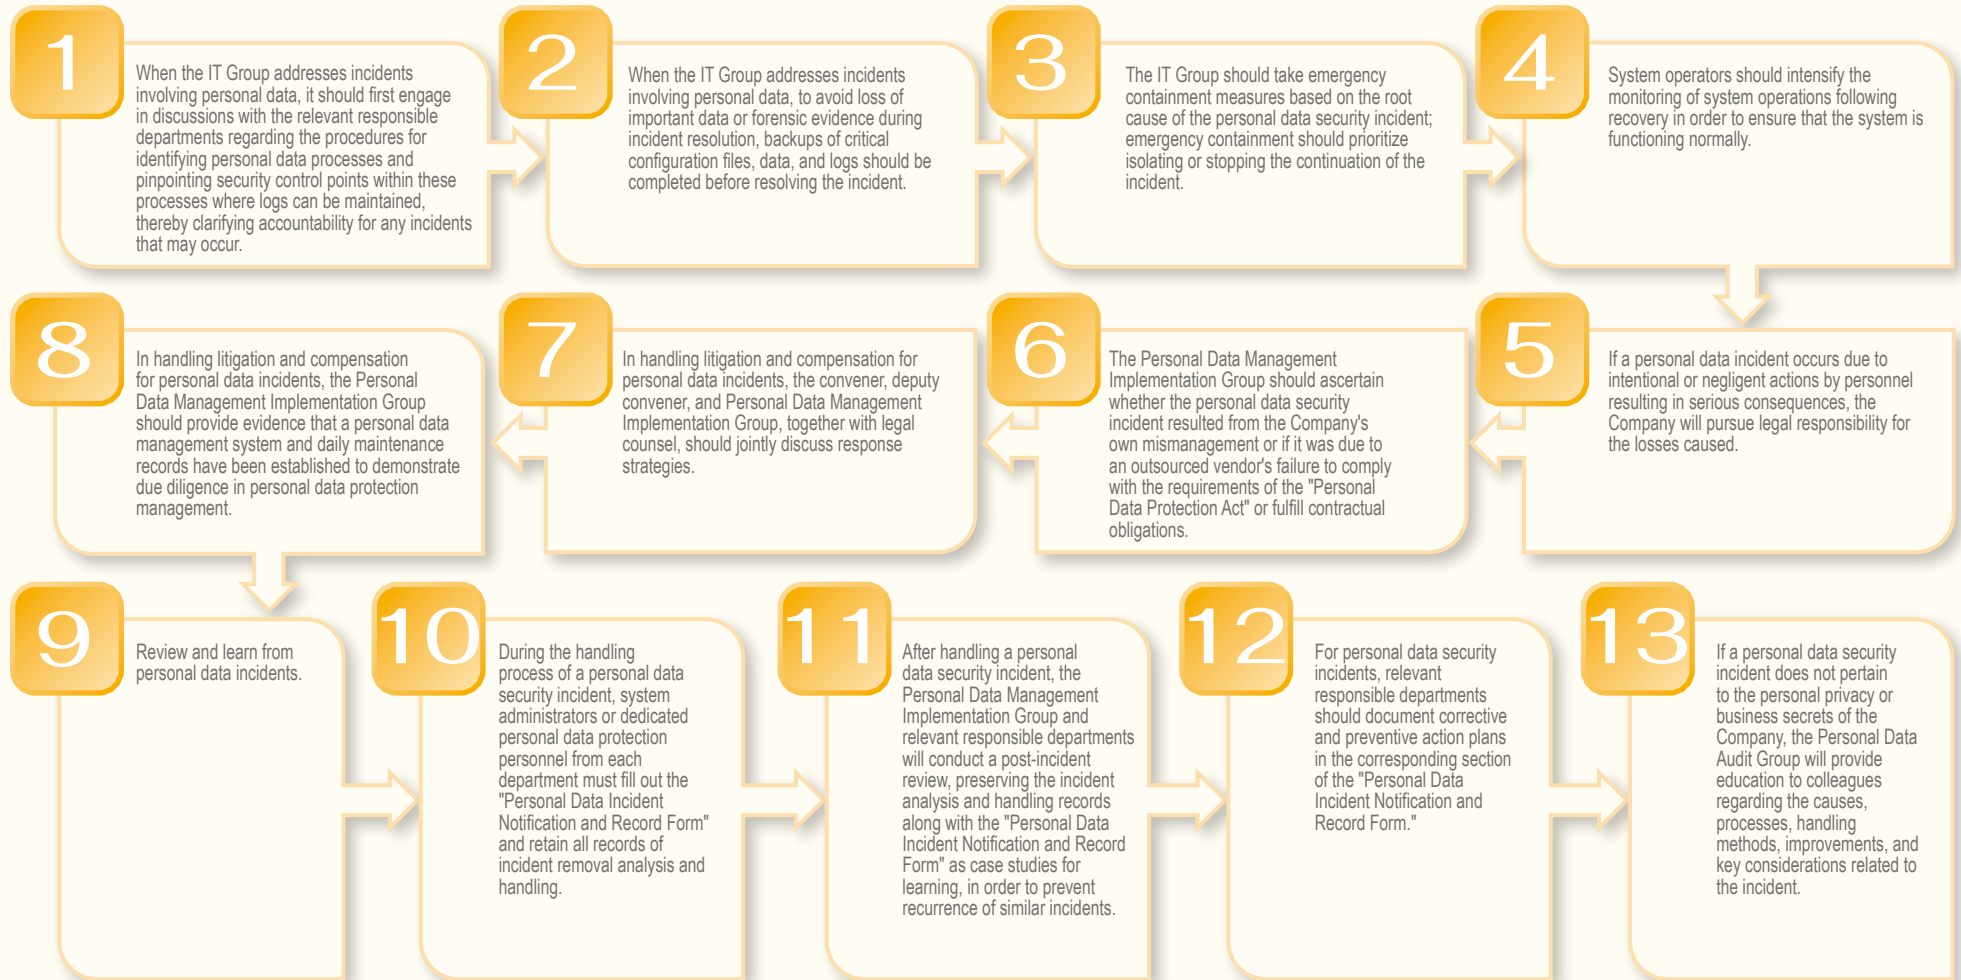 1
When the IT Group addresses incidents
involving personal data, it should first engage
in discussions with the relevant responsible
departments regarding the procedures for
identifying personal data processes and
pinpointing security control points within these
processes where logs can be maintained,
thereby clarifying accountability for any incidents
that may occur.
2
When the IT Group addresses incidents
involving personal data, to avoid loss of
important data or forensic evidence during
incident resolution, backups of critical
configuration files, data, and logs should be
completed before resolving the incident.
3
The IT Group should take emergency
containment measures based on the root
cause of the personal data security incident;
emergency containment should prioritize
isolating or stopping the continuation of the
incident.
4
System operators should intensify the
monitoring of system operations following
recovery in order to ensure that the system is
functioning normally.
5
If a personal data incident occurs due to
intentional or negligent actions by personnel
resulting in serious consequences, the
Company will pursue legal responsibility for
the losses caused.
6
The Personal Data Management
Implementation Group should ascertain
whether the personal data security
incident resulted from the Company's
own mismanagement or if it was due to
an outsourced vendor's failure to comply
with the requirements of the "Personal
Data Protection Act" or fulfill contractual
obligations.
7
In handling litigation and compensation for
personal data incidents, the convener, deputy
convener, and Personal Data Management
Implementation Group, together with legal
counsel, should jointly discuss response
strategies.
8
In handling litigation and compensation
for personal data incidents, the Personal
Data Management Implementation Group
should provide evidence that a personal data
management system and daily maintenance
records have been established to demonstrate
due diligence in personal data protection
management.
9
Review and learn from
personal data incidents.
10
During the handling
process of a personal data
security incident, system
administrators or dedicated
personal data protection
personnel from each
department must fill out the
"Personal Data Incident
Notification and Record Form"
and retain all records of
incident removal analysis and
handling.
11
After handling a personal
data security incident, the
Personal Data Management
Implementation Group and
relevant responsible departments
will conduct a post-incident
review, preserving the incident
analysis and handling records
along with the "Personal Data
Incident Notification and Record
Form" as case studies for
learning, in order to prevent
recurrence of similar incidents.
12
For personal data security
incidents, relevant
responsible departments
should document corrective
and preventive action plans
in the corresponding section
of the "Personal Data
Incident Notification and
Record Form."
13
If a personal data security
incident does not pertain
to the personal privacy or
business secrets of the
Company, the Personal Data
Audit Group will provide
education to colleagues
regarding the causes,
processes, handling
methods, improvements, and
key considerations related to
the incident.